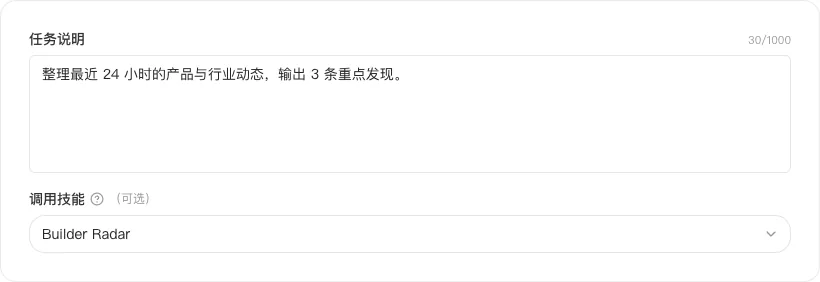 任务说明
30/1000
整理最近 24 小时的产品与行业动态，输出 3 条重点发现。
调用技能 ? （可选）
Builder Radar